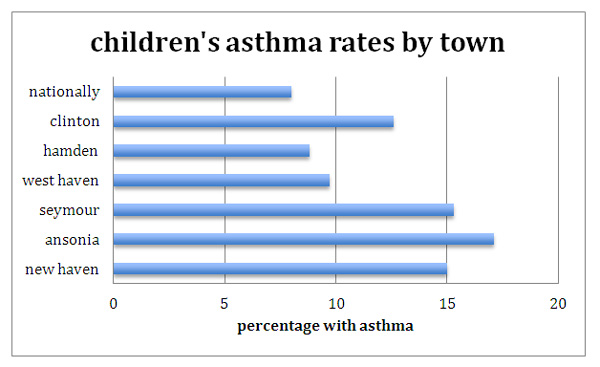 children's asthma rates by town
nationally
clinton
hamden
west haven
seymour
ansonia
new haven
0 5 10 15 20
percentage with asthma